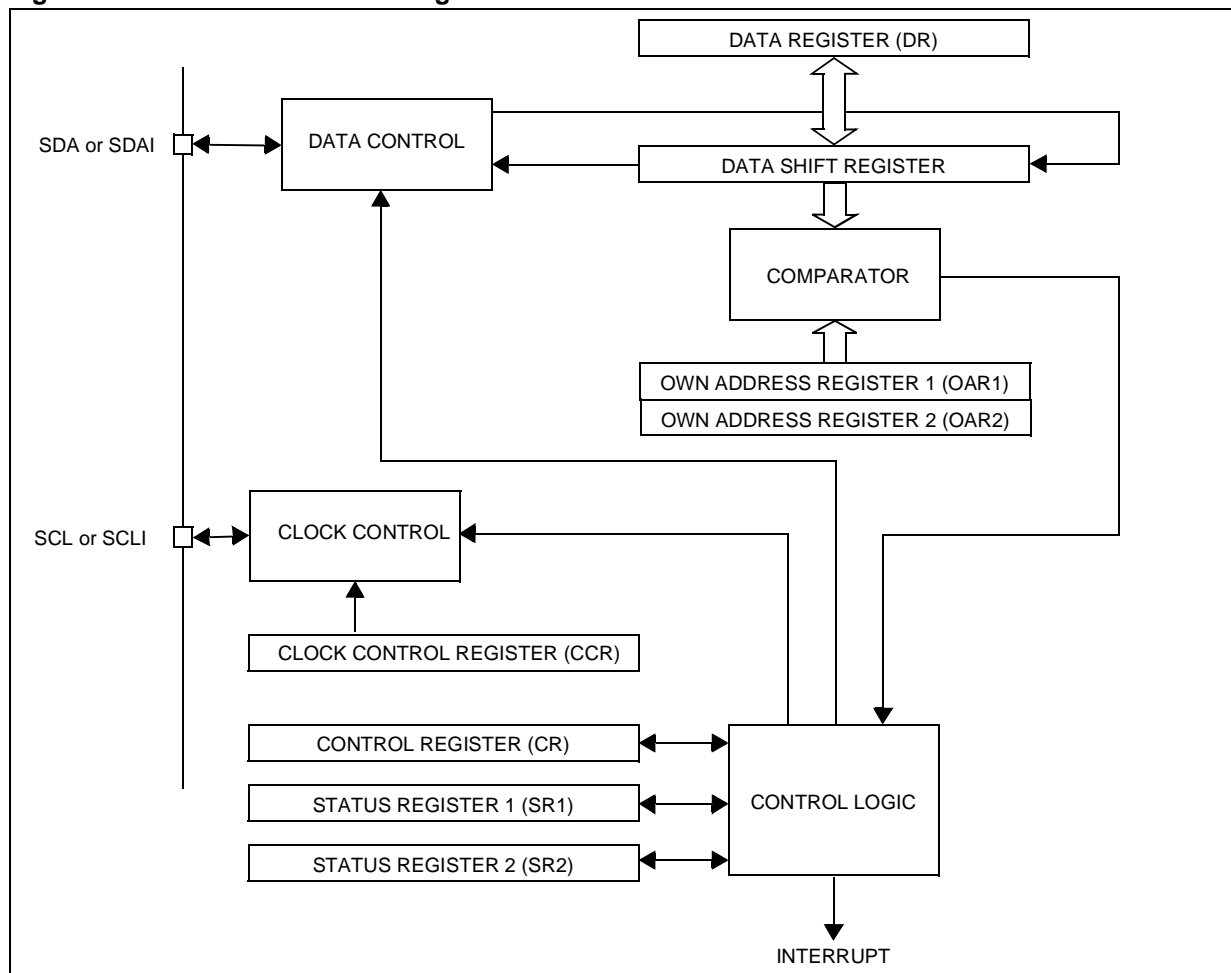 DATA REGISTER (DR)
SDA or SDAI
DATA CONTROL
DATA SHIFT REGISTER
COMPARATOR
OWN ADDRESS REGISTER 1 (OAR1)
OWN ADDRESS REGISTER 2 (OAR2)
SCL or SCLI
CLOCK CONTROL
CLOCK CONTROL REGISTER (CCR)
CONTROL REGISTER (CR)
STATUS REGISTER 1 (SR1)
CONTROL LOGIC
STATUS REGISTER 2 (SR2)
INTERRUPT